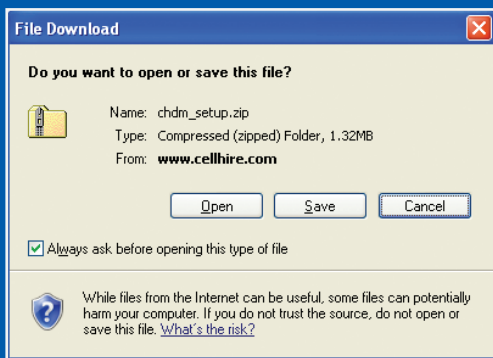 File Download
Do you want to open or save this file?
Name: chdm_setup.zip
Type: Compressed (zipped) Folder, 1.32MB
From: www.cellhire.com
Open Save Cancel
Always ask before opening this type of file
While files from the Internet can be useful, some files can potentially
harm your computer. If you do not trust the source, do not open or
save this file. What's the risk?